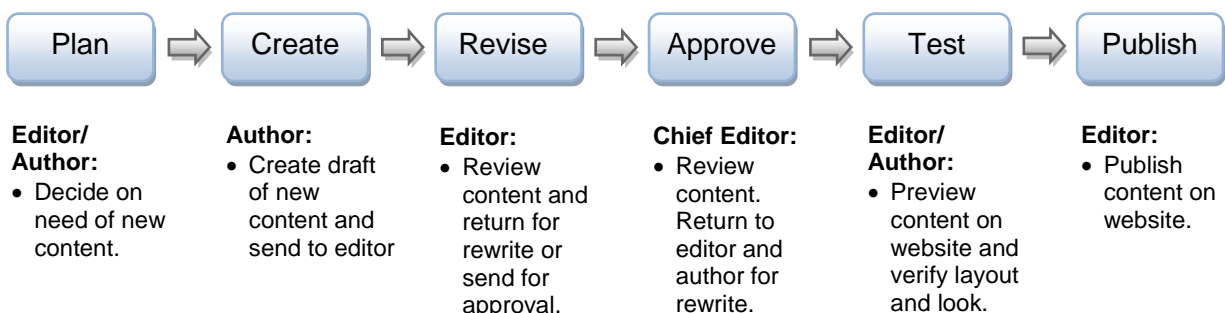 Plan
Create
Revise
Approve
Test
Publish
Editor/
Author:
• Decide on
need of new
content.
Author:
• Create draft
of new
content and
send to editor
Editor:
• Review
content and
return for
rewrite or
send for
approval.
Chief Editor:
• Review
content.
Return to
editor and
author for
rewrite.
Editor/
Author:
• Preview
content on
website and
verify layout
and look.
Editor:
• Publish
content on
website.